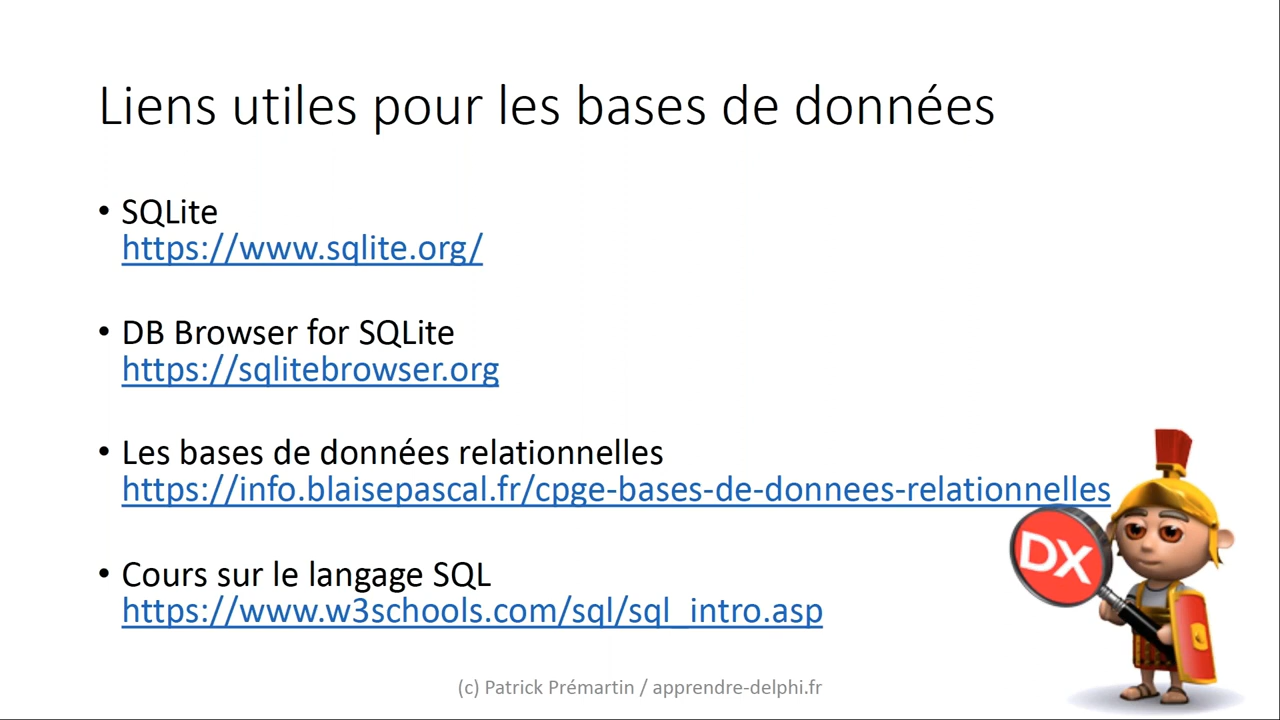 Liens utiles pour les bases de données
• SQLite
https://www.sqlite.org/
• DB Browser for SQLite
https://sqlitebrowser.org
• Les bases de données relationnelles
https://info.blaisepascal.fr/cpge-bases-de-donnees-relationnelles
• Cours sur le langage SQL
https://www.w3schools.com/sql/sql_intro.asp
DX
(c) Patrick Prémartin / apprendre-delphi.fr